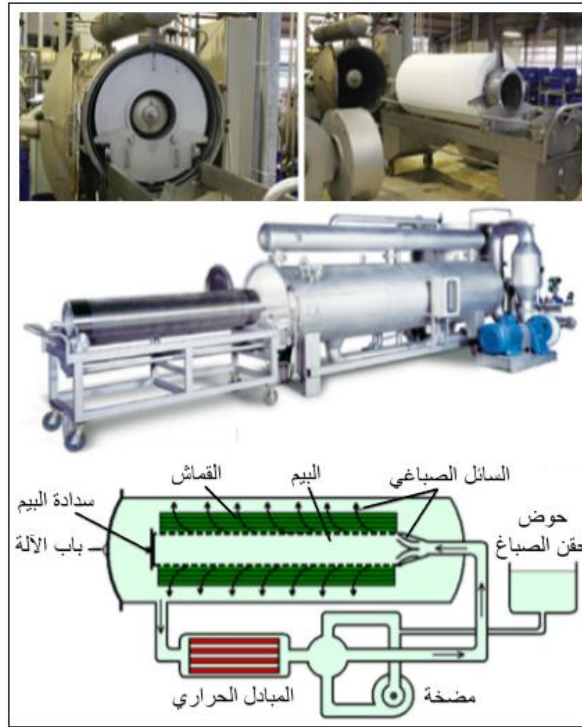 السائل الصباغي
البيم
القماش
سدادة البيم
باب الآلة
حوض
حقن الصباغ
المبادل الحراري
مضخة